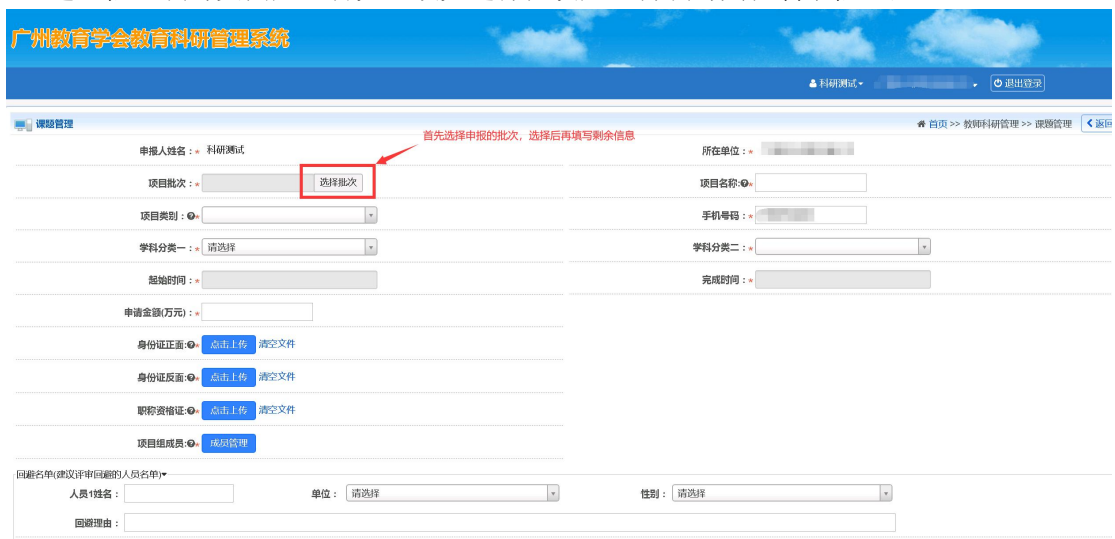 广州教育学会教育科研管理系统
科研测试 退出登录
课题管理
首页 >> 教师科研管理 >> 课题管理 返回
首先选择申报的批次，选择后再填写剩余信息
申报人姓名：* 科研测试 所在单位：*
项目批次：* 选择批次 项目名称:*
项目类别：* 手机号码：*
学科分类一：* 请选择 学科分类二：*
起始时间：* 完成时间：*
申请金额(万元)：*
身份证正面:* 点击上传 清空文件
身份证反面:* 点击上传 清空文件
职称资格证:* 点击上传 清空文件
项目组成员:* 成员管理
回避名单(建议评审回避的人员名单)
人员1姓名： 单位： 请选择 性别： 请选择
回避理由：